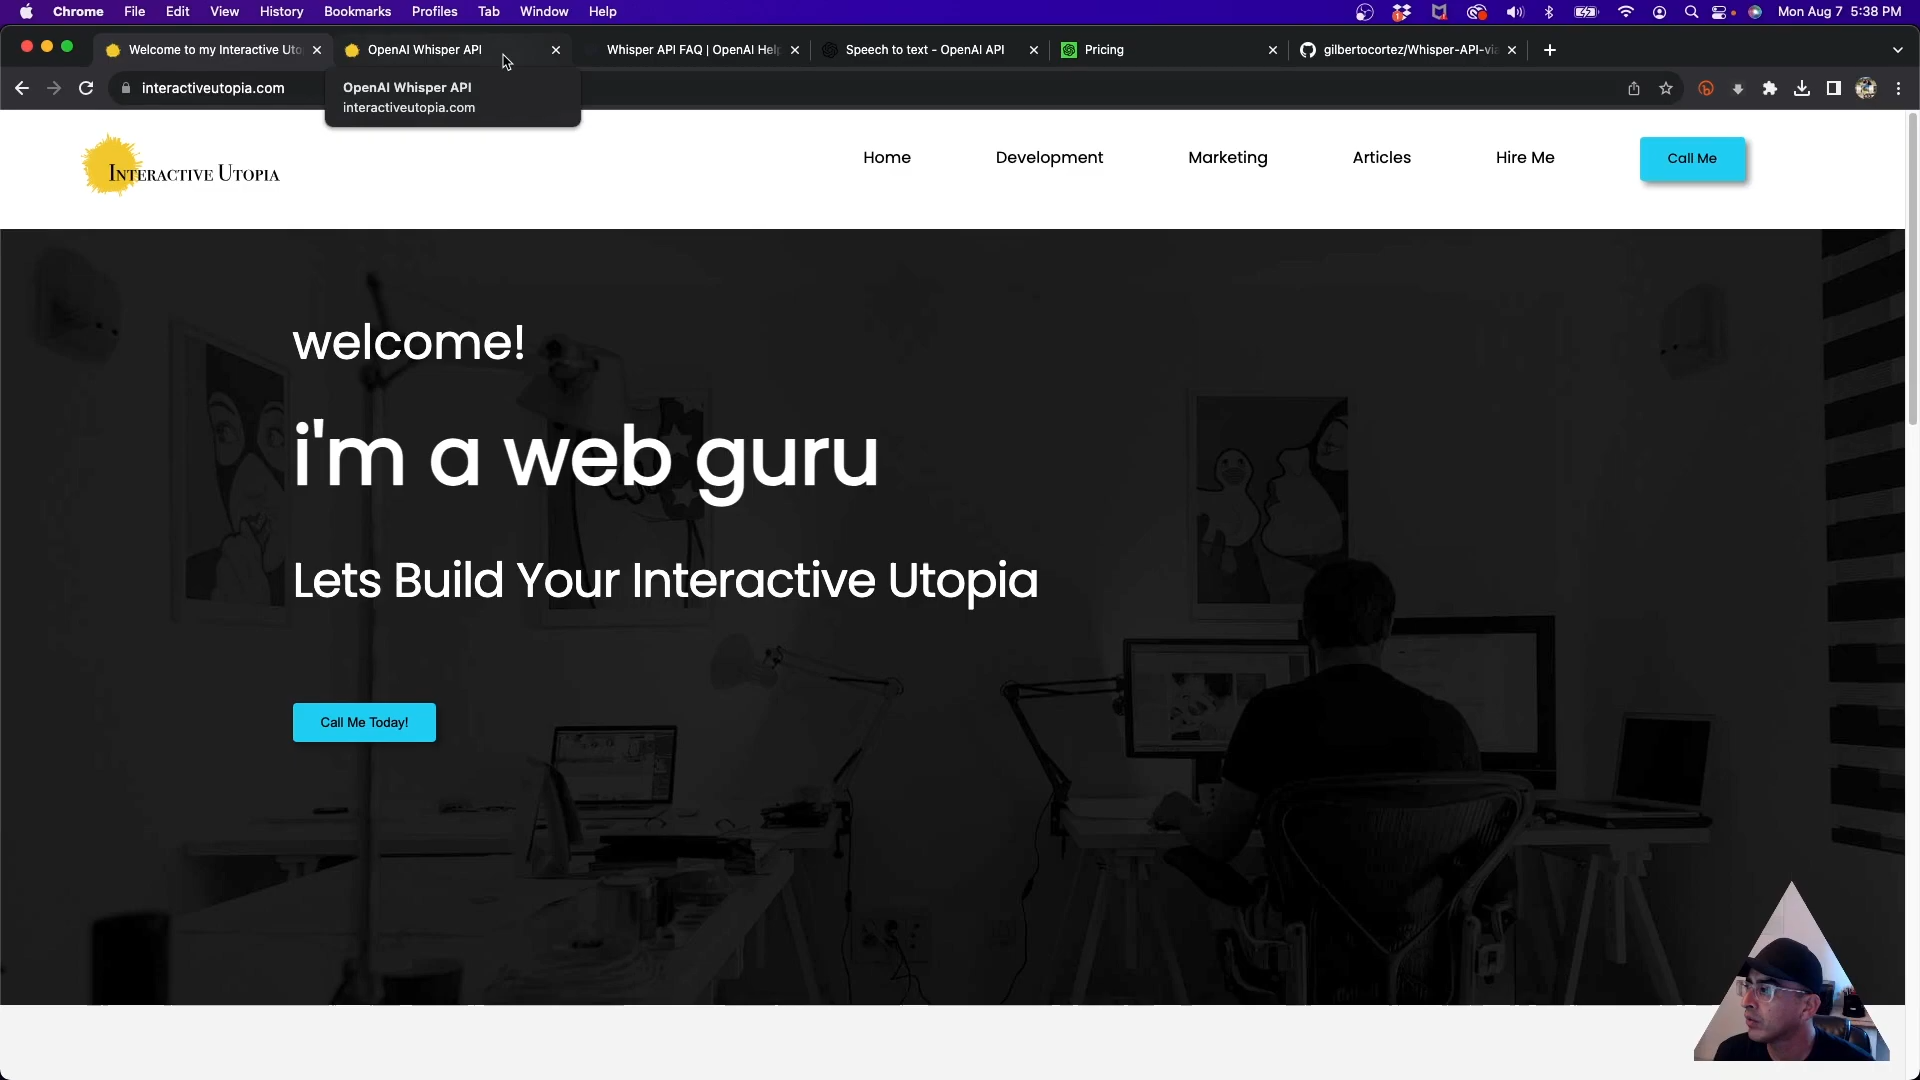 Chrome File Edit View History Bookmarks Profiles Tab Window Help
Mon Aug 7 5:38 PM
Welcome to my Interactive Uto
OpenAI Whisper API
Whisper API FAQ | OpenAI Help
Speech to text - OpenAI API
Pricing
gilbertocortez/Whisper-API-via
interactiveutopia.com
OpenAI Whisper API
interactiveutopia.com
INTERACTIVE UTOPIA
Home
Development
Marketing
Articles
Hire Me
Call Me
welcome!
i'm a web guru
Lets Build Your Interactive Utopia
Call Me Today!